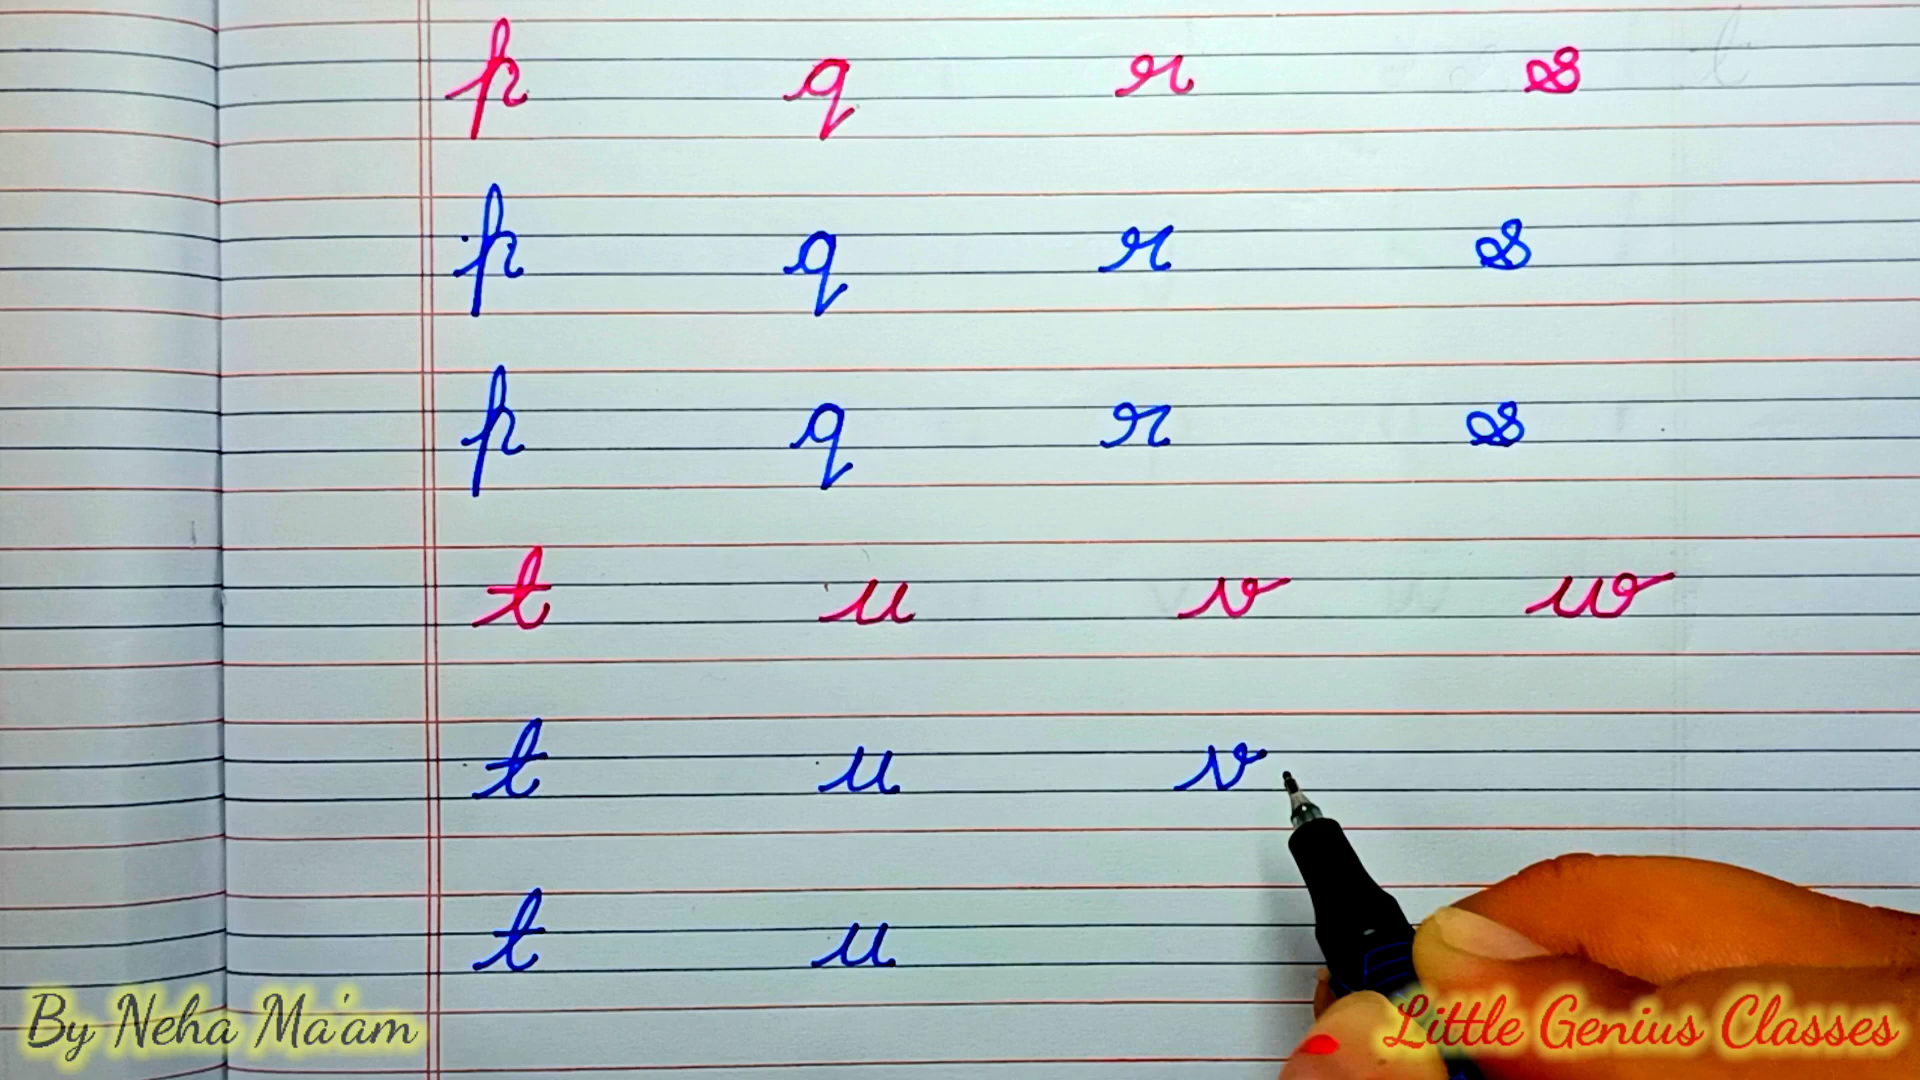 p q r s
p q r s
p q r s
t u v w
t u v
t u
By Neha Ma'am
Little Genius Classes